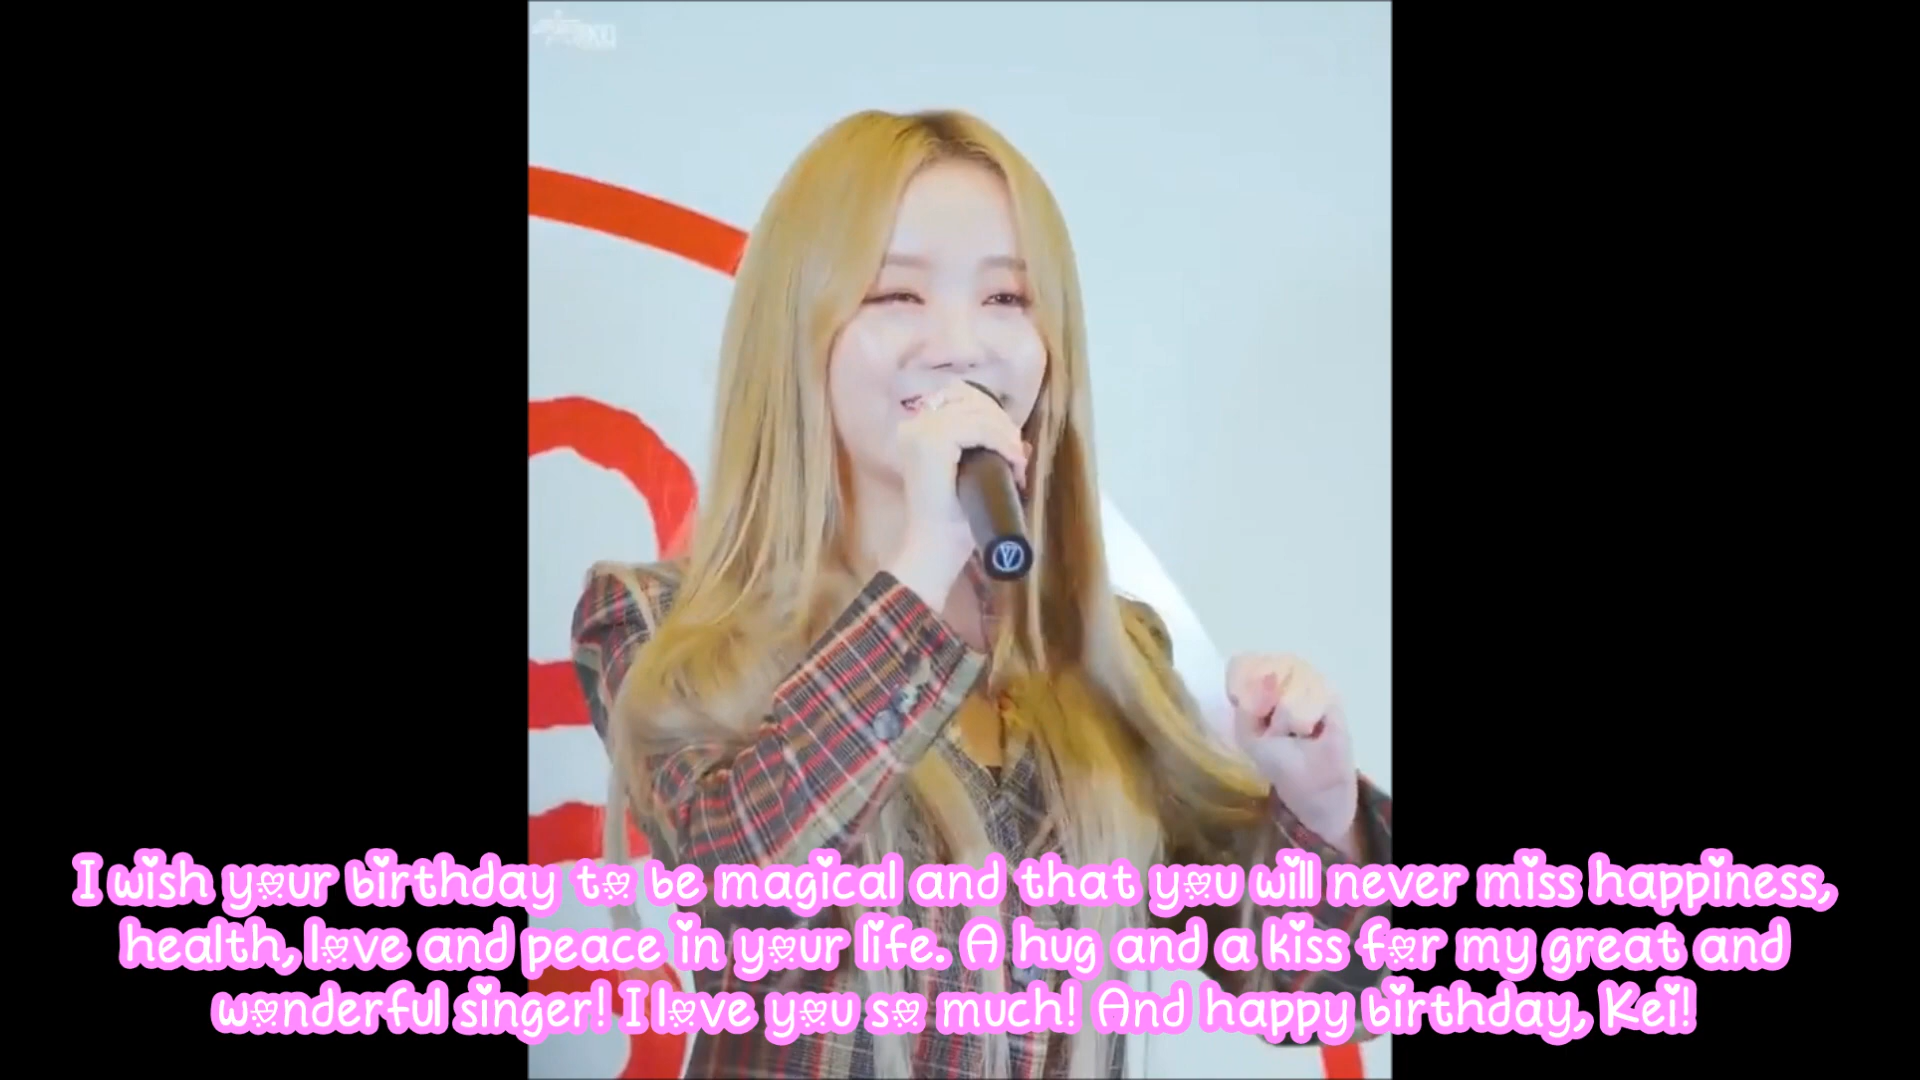 I wish your birthday to be magical and that you will never miss happiness,
health, love and peace in your life. A hug and a kiss for my great and
wonderful singer! I love you so much! And happy birthday, Kei!